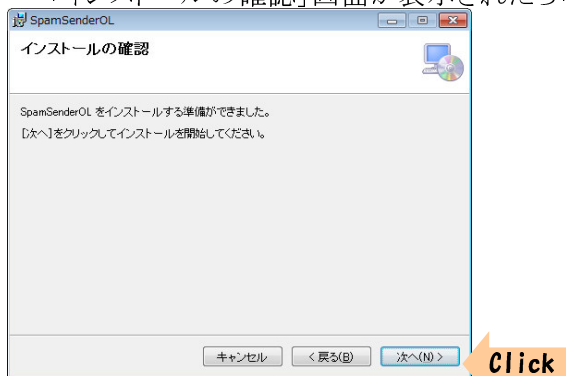 「インストールの確認」画面が表示されたら
SpamSenderOL
インストールの確認
SpamSenderOL をインストールする準備ができました。
[次へ]をクリックしてインストールを開始してください。
キャンセル
< 戻る(B)
次へ(N) >
Click